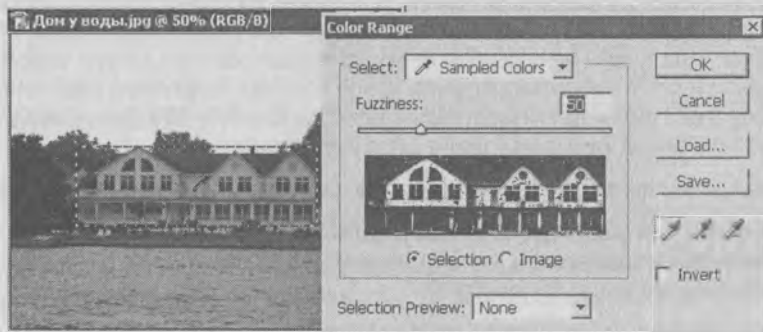 Дом у воды.jpg @ 50% (RGB/8)
Color Range
Select: Sampled Colors
Fuzziness: 50
OK
Cancel
Load...
Save...
Selection Image
Invert
Selection Preview: None